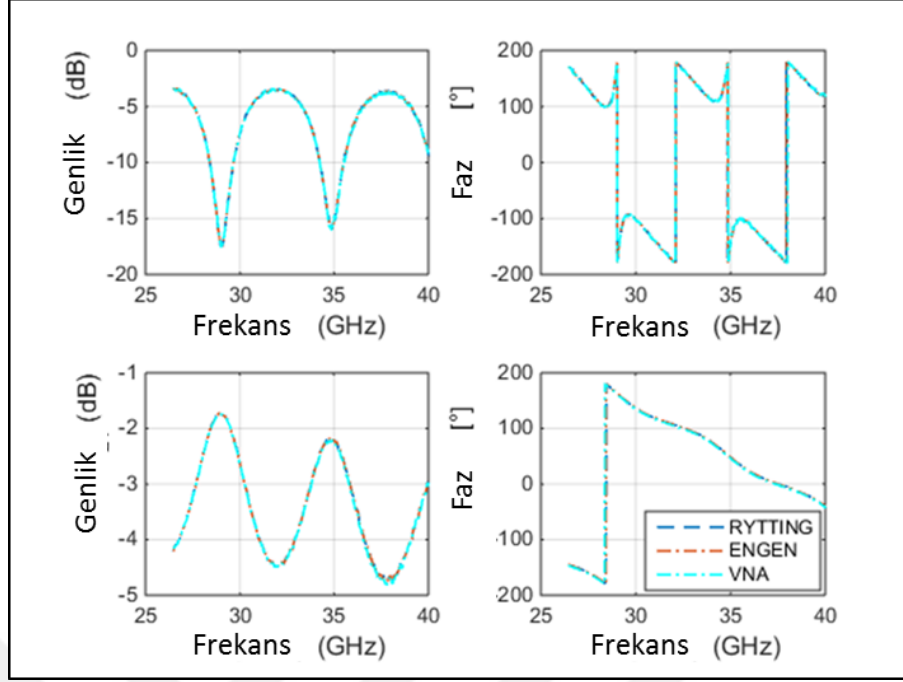 0
-5
-10
-15
-20
25 30 35 40
Genlik (dB)
Frekans (GHz)
200
100
0
-100
-200
25 30 35 40
Faz [°]
Frekans (GHz)
-1
-2
-3
-4
-5
25 30 35 40
Genlik (dB)
Frekans (GHz)
200
100
0
-100
-200
25 30 35 40
Faz [°]
Frekans (GHz)
RYTTING
ENGEN
VNA